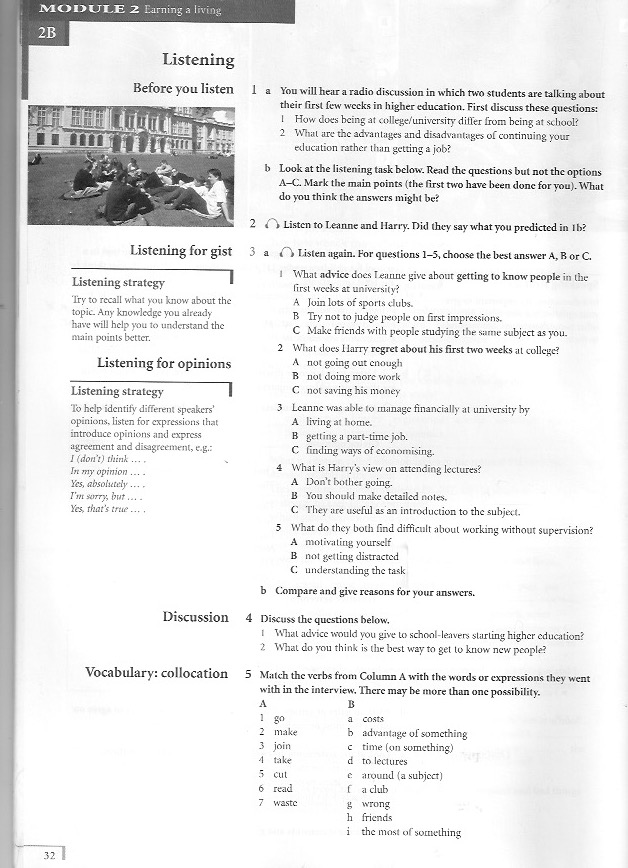 MODULE 2 Earning a living
2B
Listening
Before you listen
1 a You will hear a radio discussion in which two students are talking about
their first few weeks in higher education. First discuss these questions:
1 How does being at college/university differ from being at school?
2 What are the advantages and disadvantages of continuing your
education rather than getting a job?
b Look at the listening task below. Read the questions but not the options
A–C. Mark the main points (the first two have been done for you). What
do you think the answers might be?
2 Listen to Leanne and Harry. Did they say what you predicted in 1b?
Listening for gist
Listening strategy
Try to recall what you know about the
topic. Any knowledge you already
have will help you to understand the
main points better.
Listening for opinions
Listening strategy
To help identify different speakers'
opinions, listen for expressions that
introduce opinions and express
agreement and disagreement, e.g.:
I (don't) think … .
In my opinion … .
Yes, absolutely … .
I'm sorry, but … .
Yes, that's true … .
3 a Listen again. For questions 1–5, choose the best answer A, B or C.
1 What advice does Leanne give about getting to know people in the
first weeks at university?
A Join lots of sports clubs.
B Try not to judge people on first impressions.
C Make friends with people studying the same subject as you.
2 What does Harry regret about his first two weeks at college?
A not going out enough
B not doing more work
C not saving his money
3 Leanne was able to manage financially at university by
A living at home.
B getting a part-time job.
C finding ways of economising.
4 What is Harry's view on attending lectures?
A Don't bother going.
B You should make detailed notes.
C They are useful as an introduction to the subject.
5 What do they both find difficult about working without supervision?
A motivating yourself
B not getting distracted
C understanding the task
b Compare and give reasons for your answers.
Discussion
4 Discuss the questions below.
1 What advice would you give to school-leavers starting higher education?
2 What do you think is the best way to get to know new people?
Vocabulary: collocation
5 Match the verbs from Column A with the words or expressions they went
with in the interview. There may be more than one possibility.
A B
1 go a costs
2 make b advantage of something
3 join c time (on something)
4 take d to lectures
5 cut e around (a subject)
6 read f a club
7 waste g wrong
h friends
i the most of something
32